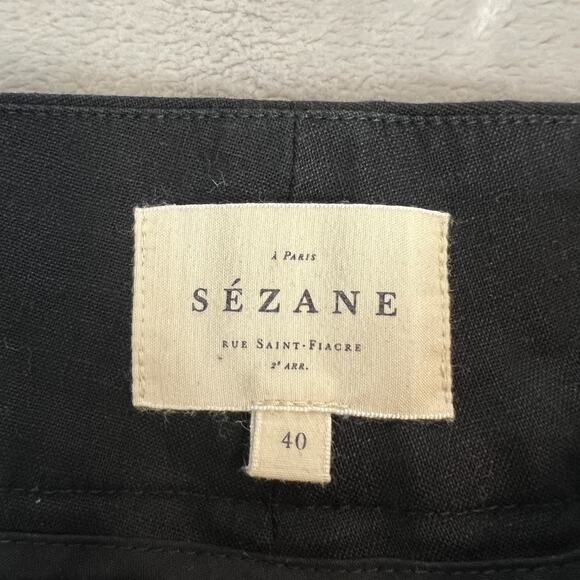 À PARIS
SÉZANE
RUE SAINT-FIACRE
2e ARR.
40